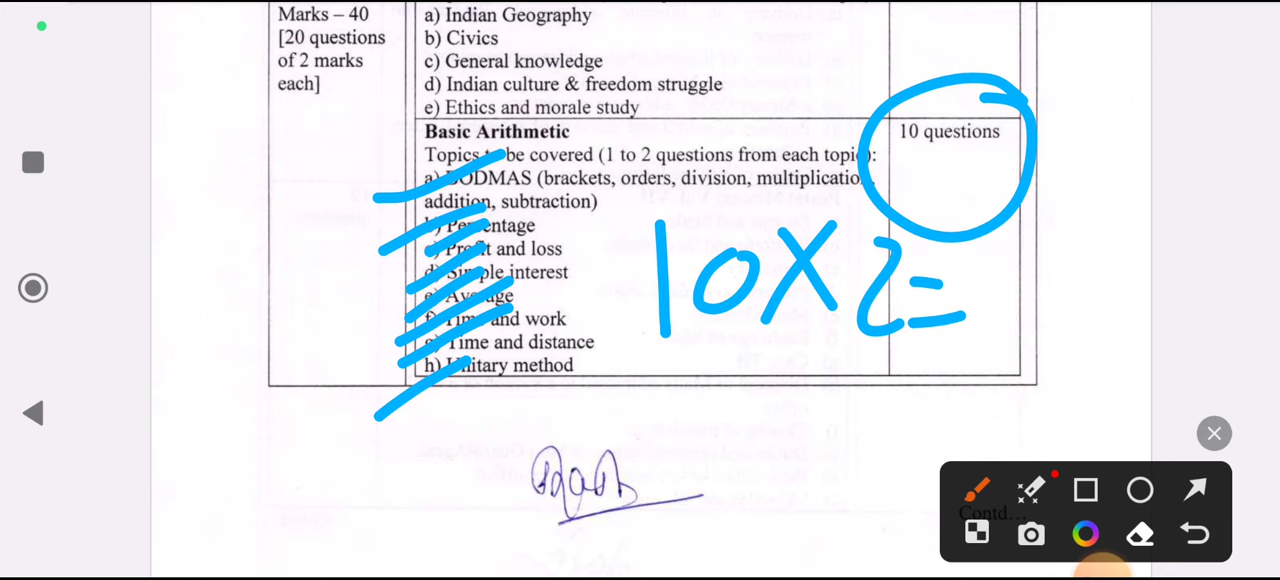 Marks – 40
[20 questions
of 2 marks
each]
a) Indian Geography
b) Civics
c) General knowledge
d) Indian culture & freedom struggle
e) Ethics and morale study
Basic Arithmetic
Topics to be covered (1 to 2 questions from each topic):
a) BODMAS (brackets, orders, division, multiplication,
addition, subtraction)
b) Percentage
c) Profit and loss
d) Simple interest
e) Average
f) Time and work
g) Time and distance
h) Unitary method
10 questions
10 X 2 =
Contd...